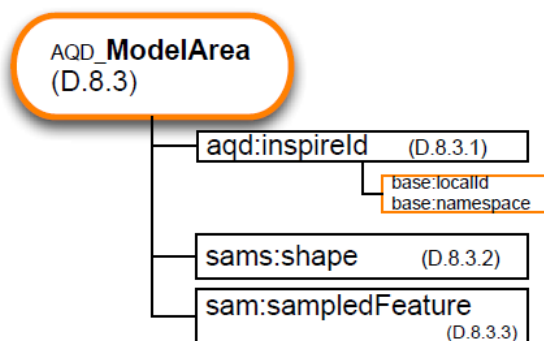 AQD_ModelArea
(D.8.3)
aqd:inspireId (D.8.3.1)
base:localId
base:namespace
sams:shape (D.8.3.2)
sam:sampledFeature
(D.8.3.3)